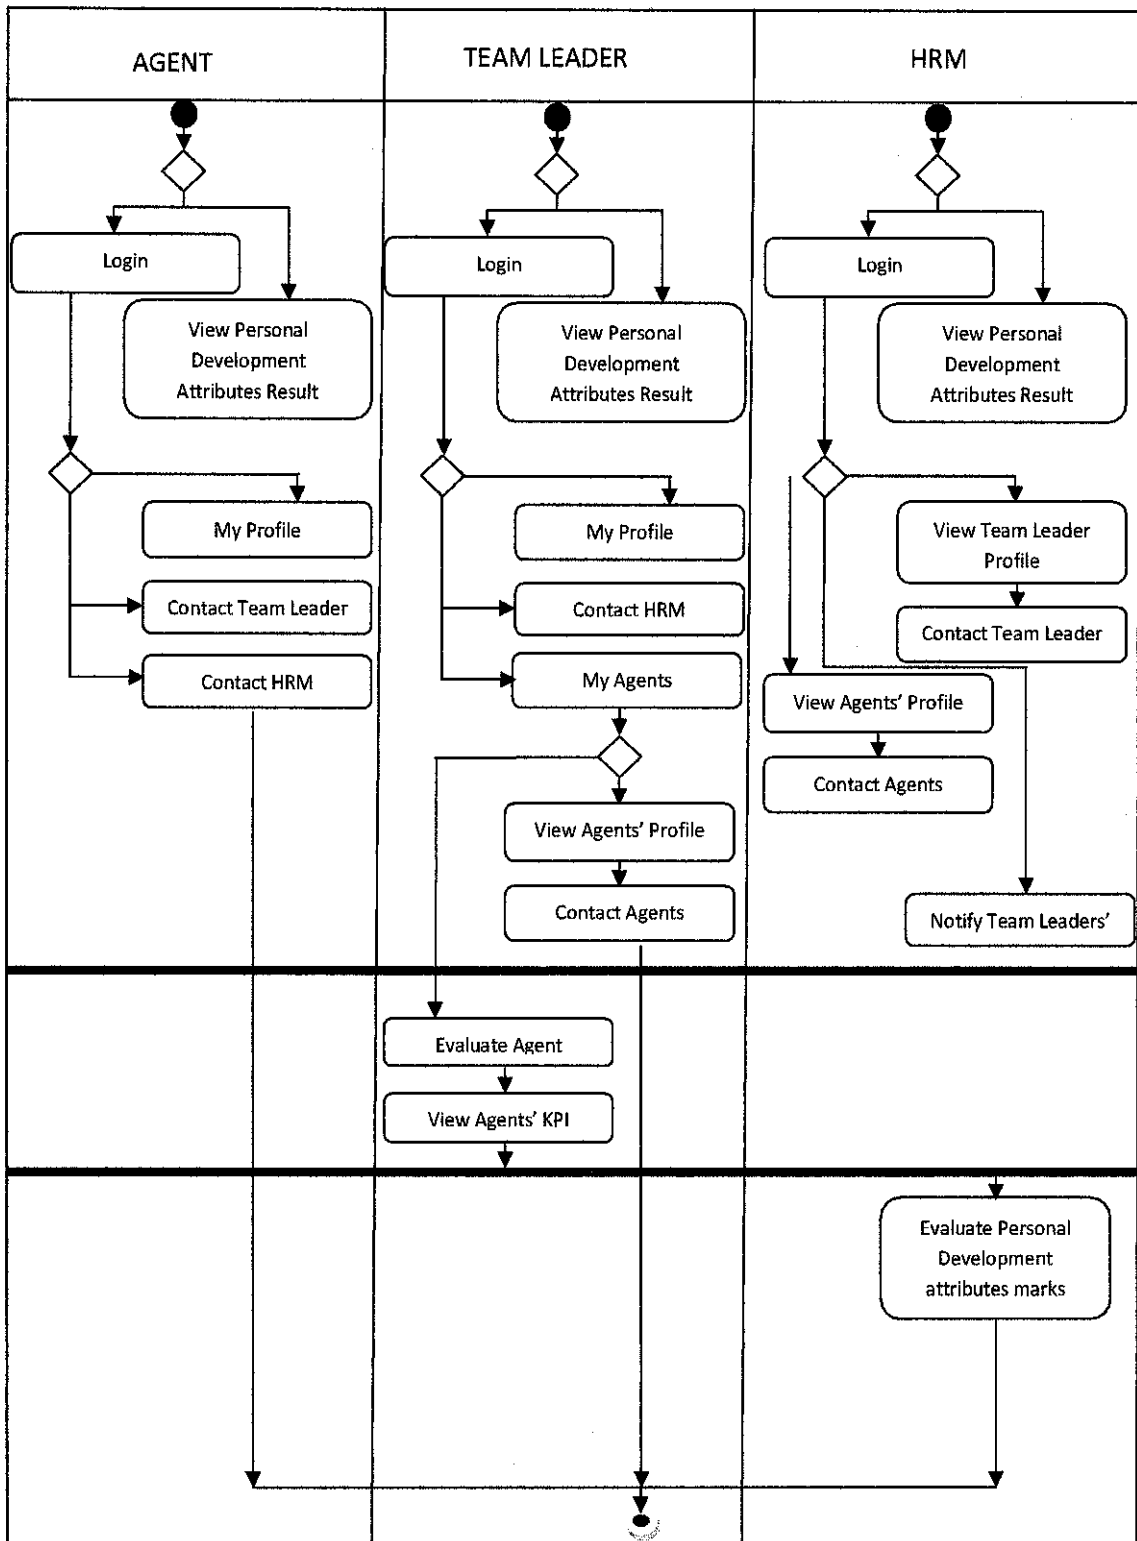 AGENT
TEAM LEADER
HRM
Login
View Personal
Development
Attributes Result
My Profile
Contact Team Leader
Contact HRM
Login
View Personal
Development
Attributes Result
My Profile
Contact HRM
My Agents
View Agents' Profile
Contact Agents
Login
View Personal
Development
Attributes Result
View Team Leader
Profile
Contact Team Leader
View Agents' Profile
Contact Agents
Notify Team Leaders'
Evaluate Agent
View Agents' KPI
Evaluate Personal
Development
attributes marks